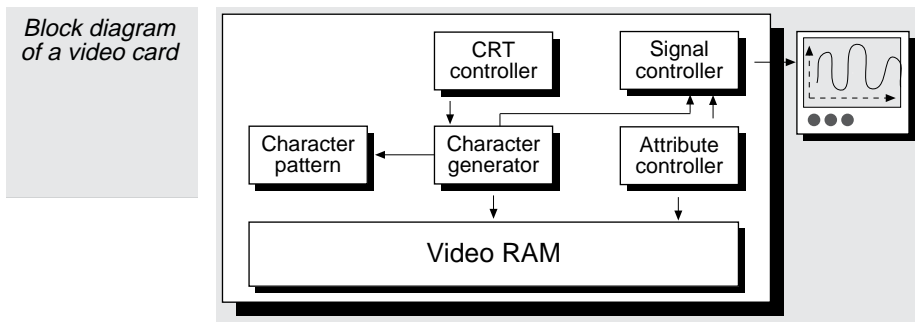 Block diagram
of a video card
CRT
controller
Signal
controller
Character
pattern
Character
generator
Attribute
controller
Video RAM